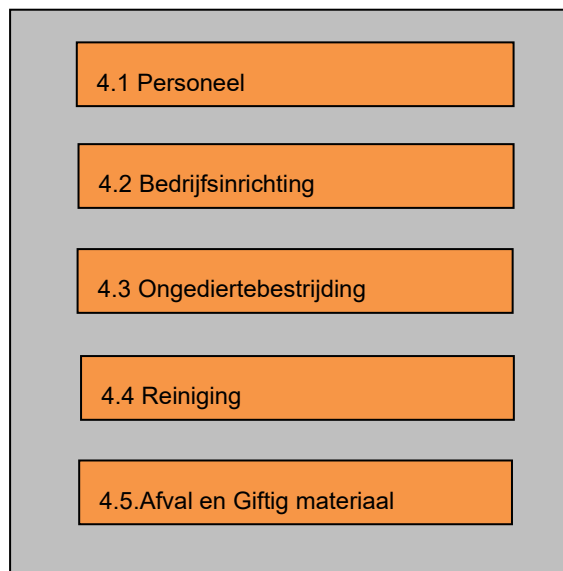 4.1 Personeel
4.2 Bedrijfsinrichting
4.3 Ongediertebestrijding
4.4 Reiniging
4.5.Afval en Giftig materiaal